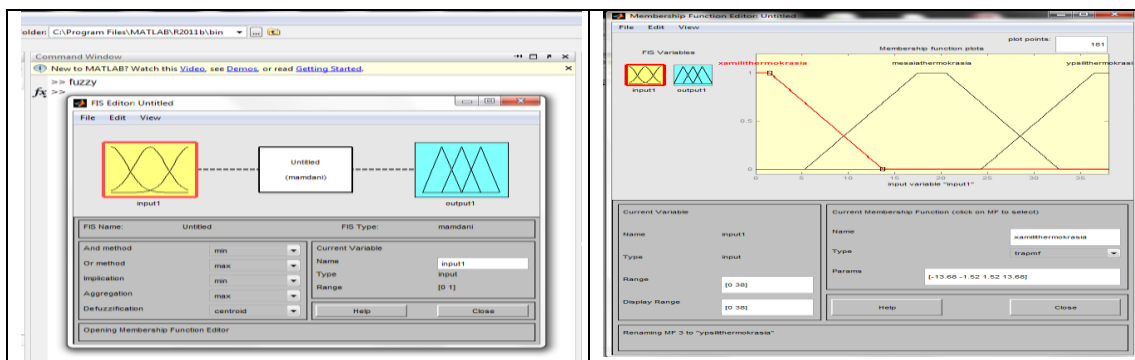 older: C:\Program Files\MATLAB\R2011b\bin
Command Window
New to MATLAB? Watch this Video, see Demos, or read Getting Started.
>> fuzzy
fx >>
FIS Editor: Untitled
File Edit View
input1
Untitled
(mamdani)
output1
FIS Name: Untitled FIS Type: mamdani
And method min
Or method max
Implication min
Aggregation max
Defuzzification centroid
Current Variable
Name input1
Type input
Range [0 1]
Help Close
Opening Membership Function Editor
Membership Function Editor: Untitled
File Edit View
FIS Variables
input1 output1
Membership function plots
plot points: 181
xamilithermokrasia mesaiathermokrasia ypsilithermokrasi
1
0.5
0
0 5 10 15 20 25 30 35
input variable "input1"
Current Variable
Name input1
Type input
Range [0 38]
Display Range [0 38]
Current Membership Function (click on MF to select)
Name xamilithermokrasia
Type trapmf
Params [-13.68 -1.52 1.52 13.68]
Help Close
Renaming MF 3 to "ypsilithermokrasia"